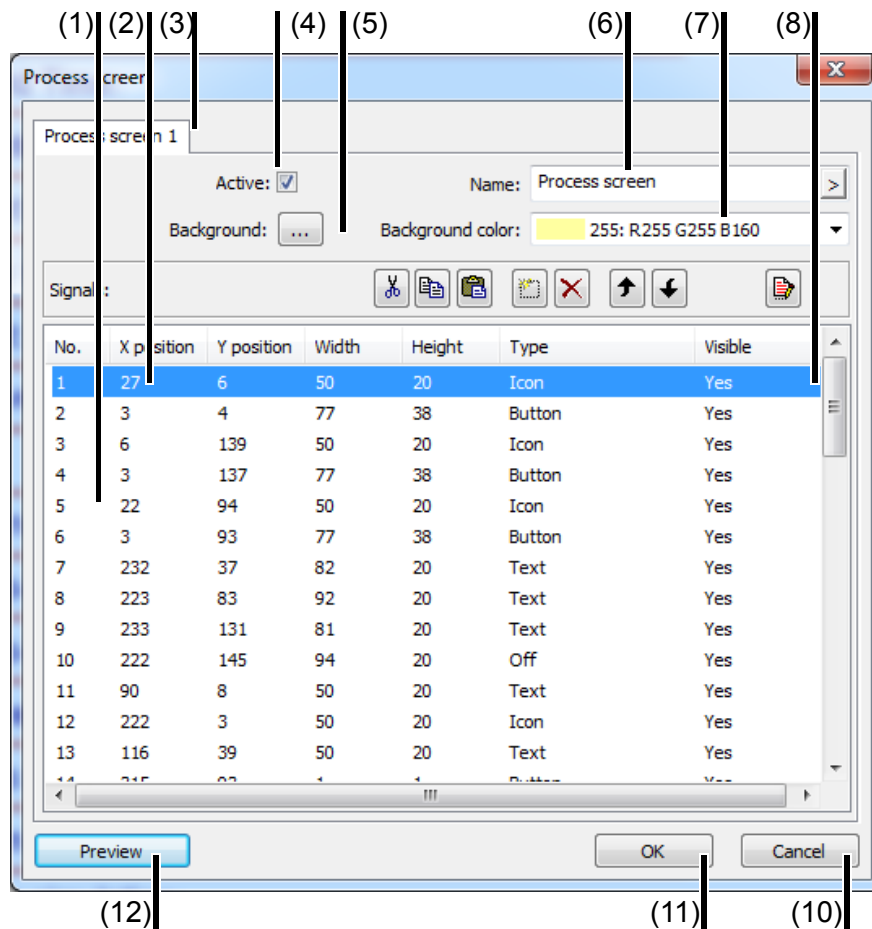 (1) (2) (3) (4) (5) (6) (7) (8)
Process screen
Process screen 1
Active: Name: Process screen >
Background: ... Background color: 255: R255 G255 B160
Signals:
No. X position Y position Width Height Type Visible
1 27 6 50 20 Icon Yes
2 3 4 77 38 Button Yes
3 6 139 50 20 Icon Yes
4 3 137 77 38 Button Yes
5 22 94 50 20 Icon Yes
6 3 93 77 38 Button Yes
7 232 37 82 20 Text Yes
8 223 83 92 20 Text Yes
9 233 131 81 20 Text Yes
10 222 145 94 20 Off Yes
11 90 8 50 20 Text Yes
12 222 3 50 20 Icon Yes
13 116 39 50 20 Text Yes
Preview OK Cancel
(12) (11) (10)